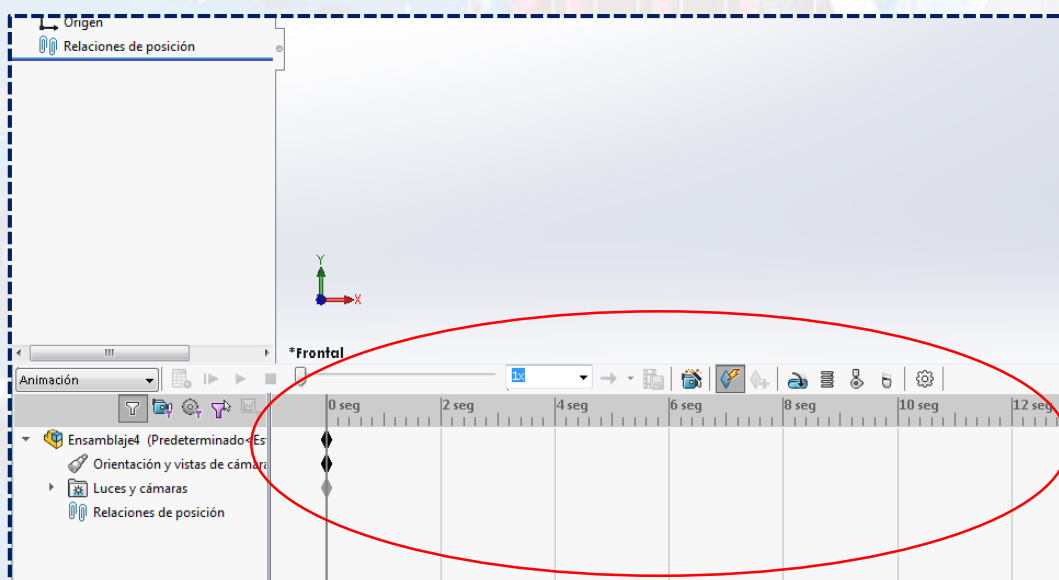 Origen
Relaciones de posición
Y
X
*Frontal
Animación
1x
0 seg 2 seg 4 seg 6 seg 8 seg 10 seg 12 seg
Ensamblaje4 (Predeterminado<Es
Orientación y vistas de cámara
Luces y cámaras
Relaciones de posición